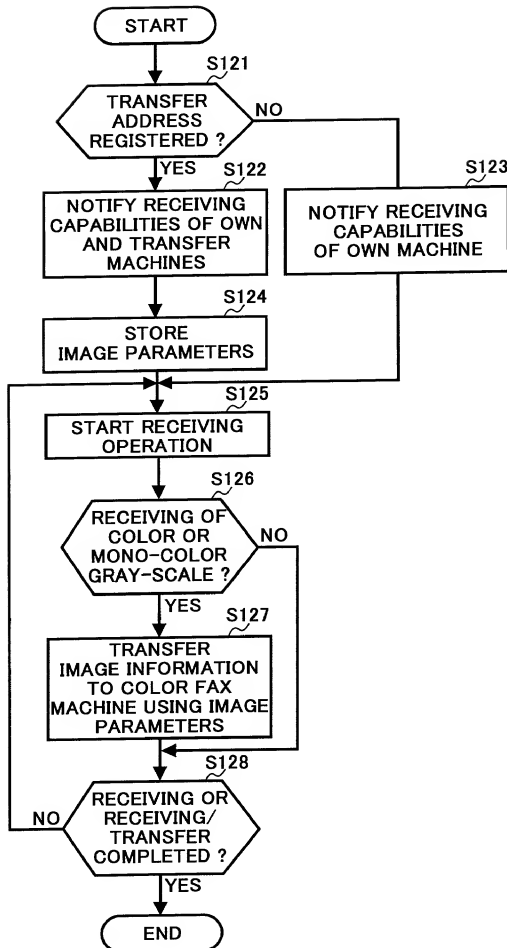 START
S121
TRANSFER
ADDRESS
REGISTERED ?
NO
YES
S122
NOTIFY RECEIVING
CAPABILITIES OF OWN
AND TRANSFER
MACHINES
S123
NOTIFY RECEIVING
CAPABILITIES
OF OWN MACHINE
S124
STORE
IMAGE PARAMETERS
S125
START RECEIVING
OPERATION
S126
RECEIVING OF
COLOR OR
MONO-COLOR
GRAY-SCALE ?
NO
YES
S127
TRANSFER
IMAGE INFORMATION
TO COLOR FAX
MACHINE USING IMAGE
PARAMETERS
S128
RECEIVING OR
RECEIVING/
TRANSFER
COMPLETED ?
NO
YES
END